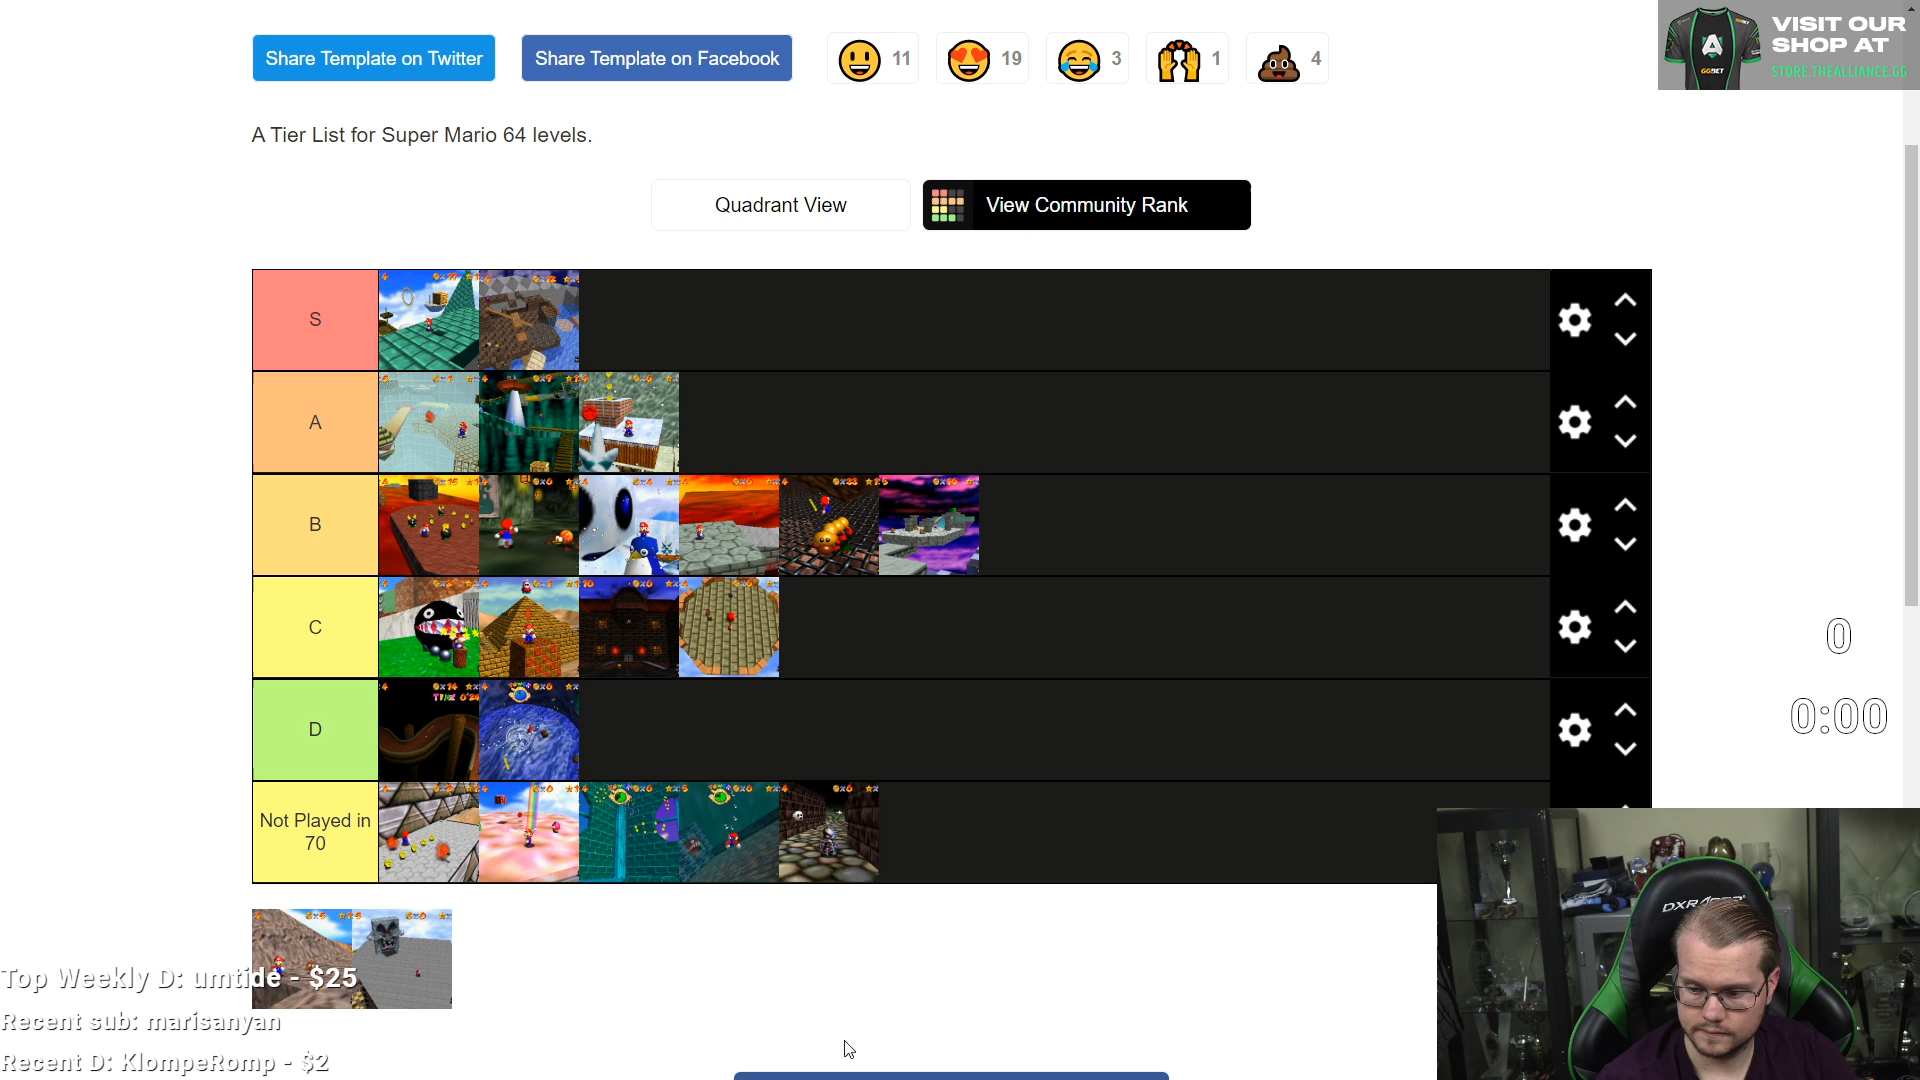 Share Template on Twitter
Share Template on Facebook
11
19
3
1
4
VISIT OUR
SHOP AT
STORE.THEALLIANCE.GG
GGBET
A Tier List for Super Mario 64 levels.
Quadrant View
View Community Rank
S
A
B
C
D
Not Played in
70
0
0:00
DXRACER
Top Weekly D: umtide - $25
Recent sub: marisanyan
Recent D: KlompeRomp - $2